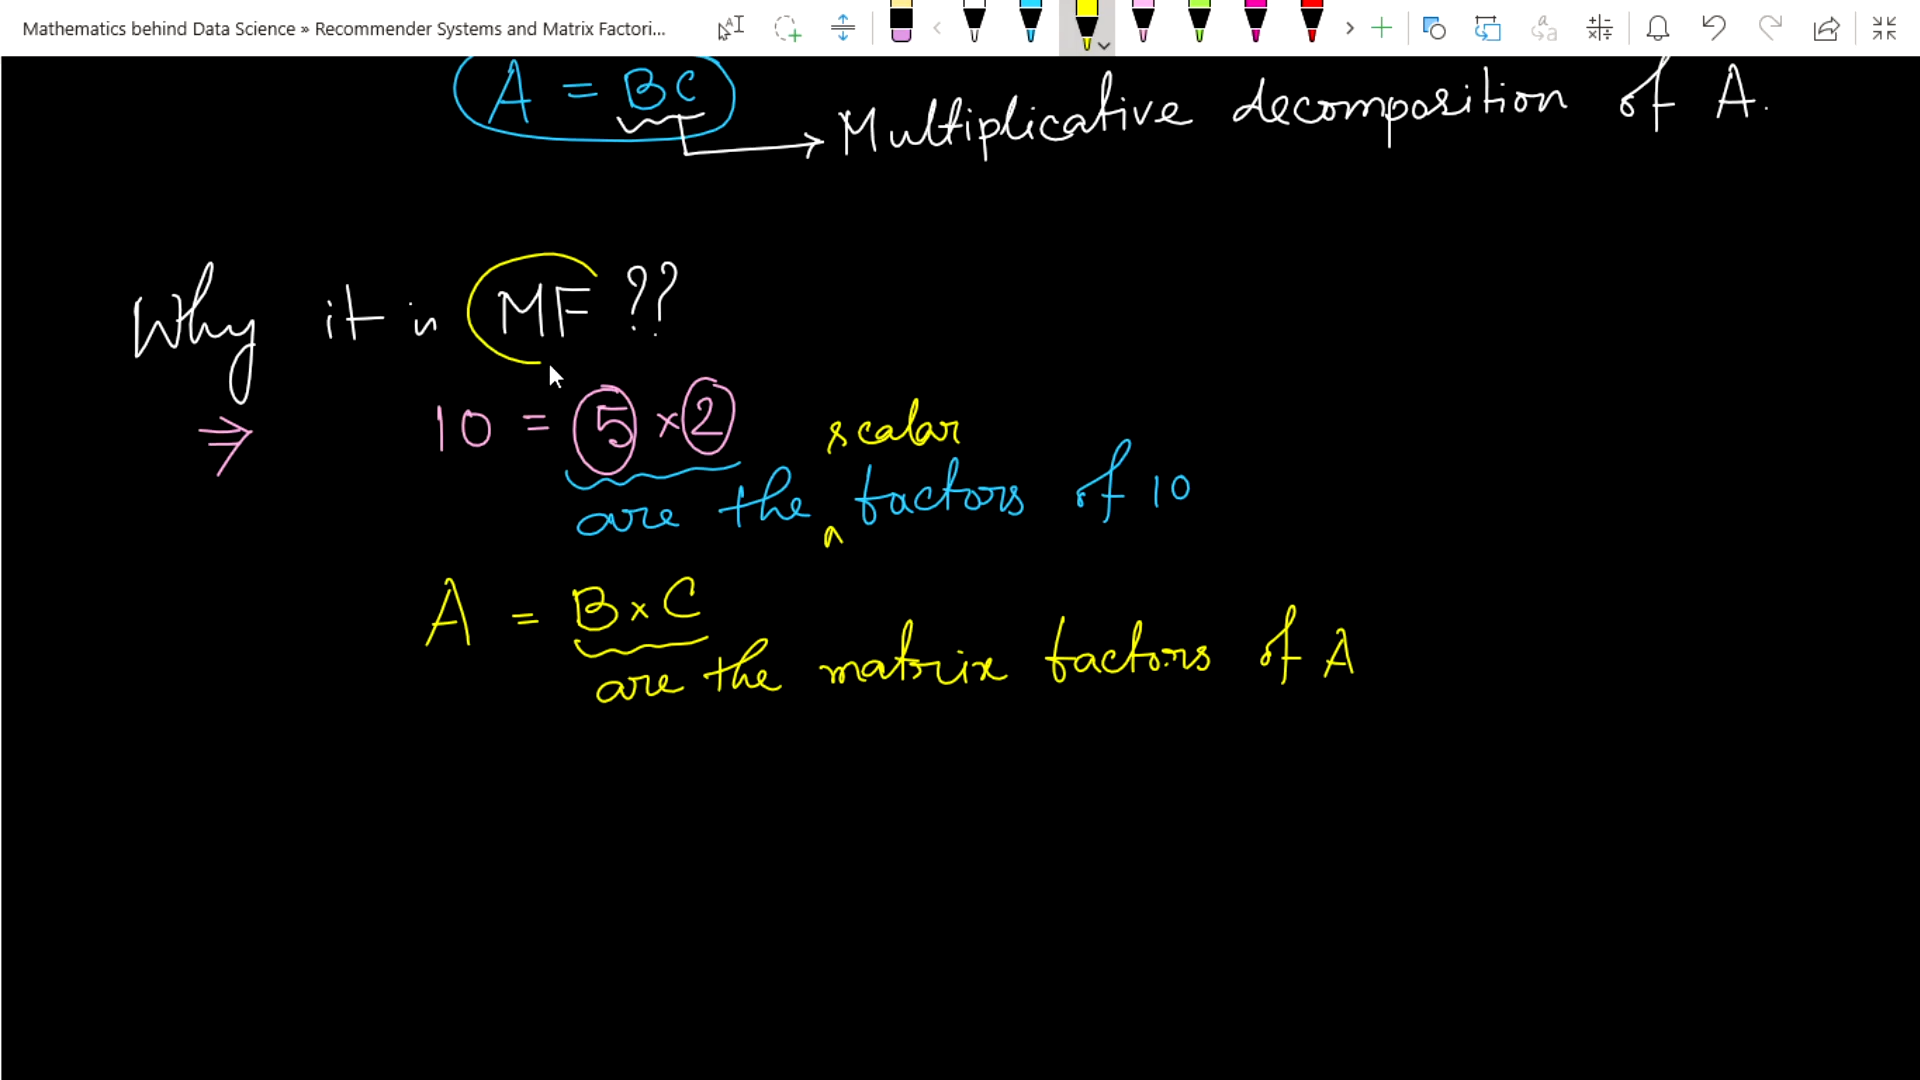 Mathematics behind Data Science » Recommender Systems and Matrix Factori...
A = BC
Multiplicative decomposition of A.
Why it is MF ??
⇒ 10 = 5 × 2
scalar
are the ^ factors of 10
A = B × C
are the matrix factors of A